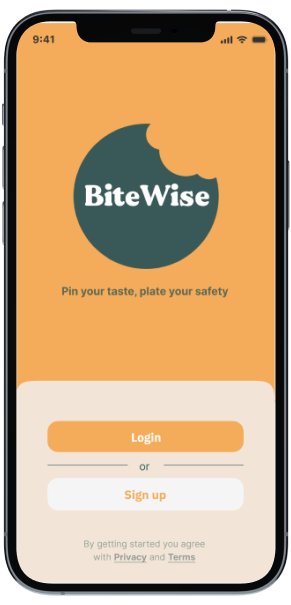 9:41
BiteWise
Pin your taste, plate your safety
Login
or
Sign up
By getting started you agree
with Privacy and Terms